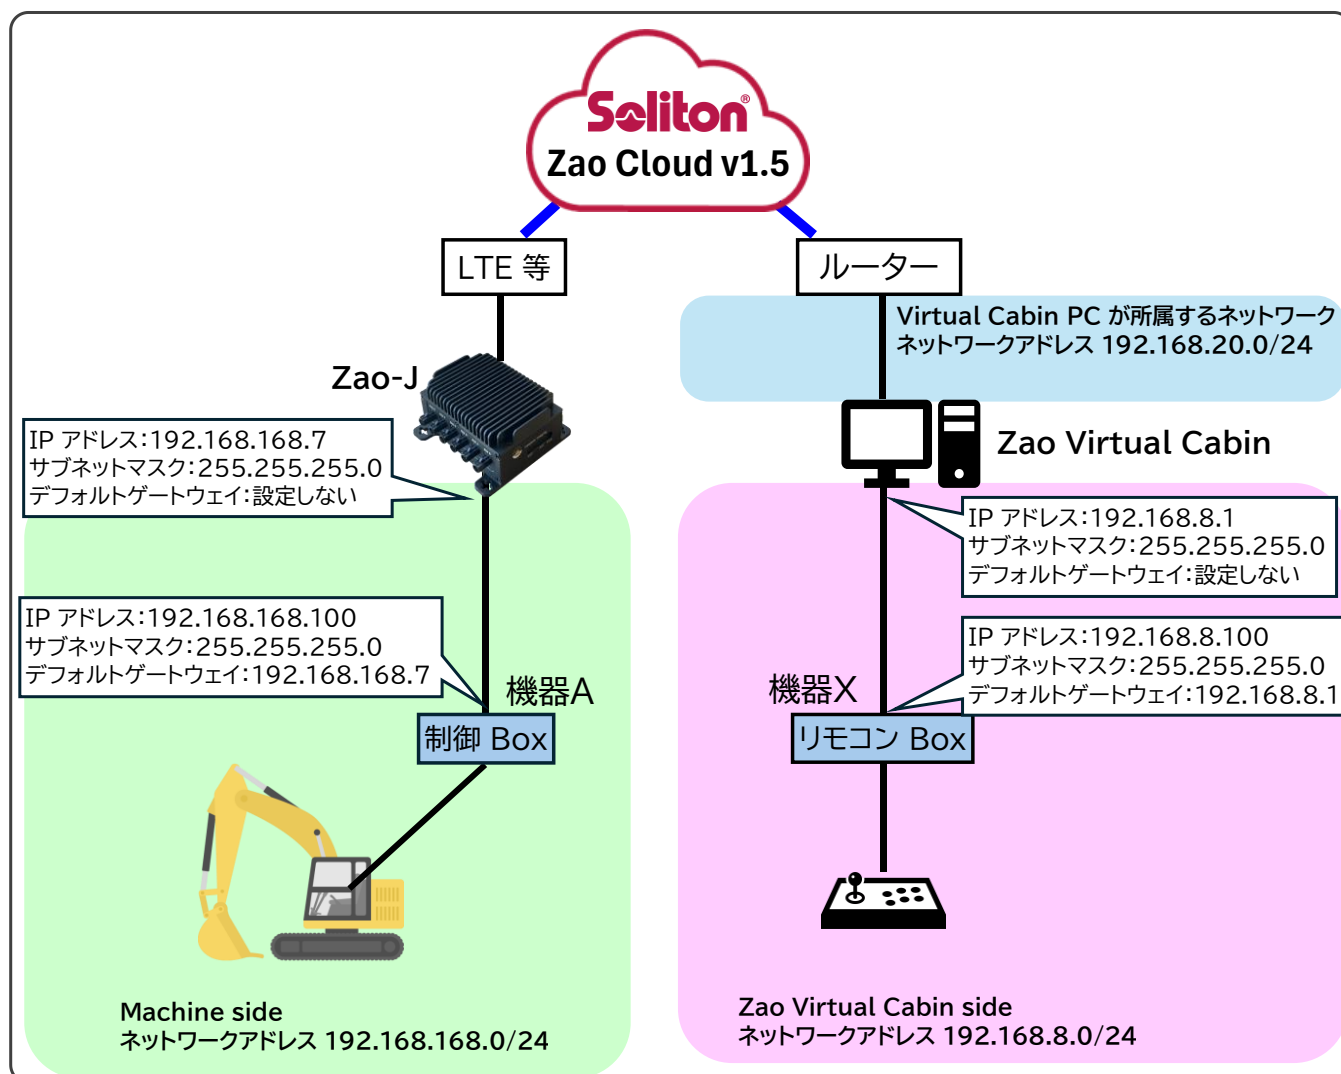 Soliton®
Zao Cloud v1.5
LTE 等
ルーター
Virtual Cabin PC が所属するネットワーク
ネットワークアドレス 192.168.20.0/24
Zao-J
IP アドレス：192.168.168.7
サブネットマスク：255.255.255.0
デフォルトゲートウェイ：設定しない
Zao Virtual Cabin
IP アドレス：192.168.8.1
サブネットマスク：255.255.255.0
デフォルトゲートウェイ：設定しない
IP アドレス：192.168.168.100
サブネットマスク：255.255.255.0
デフォルトゲートウェイ：192.168.168.7
IP アドレス：192.168.8.100
サブネットマスク：255.255.255.0
デフォルトゲートウェイ：192.168.8.1
機器A
制御 Box
機器X
リモコン Box
Machine side
ネットワークアドレス 192.168.168.0/24
Zao Virtual Cabin side
ネットワークアドレス 192.168.8.0/24